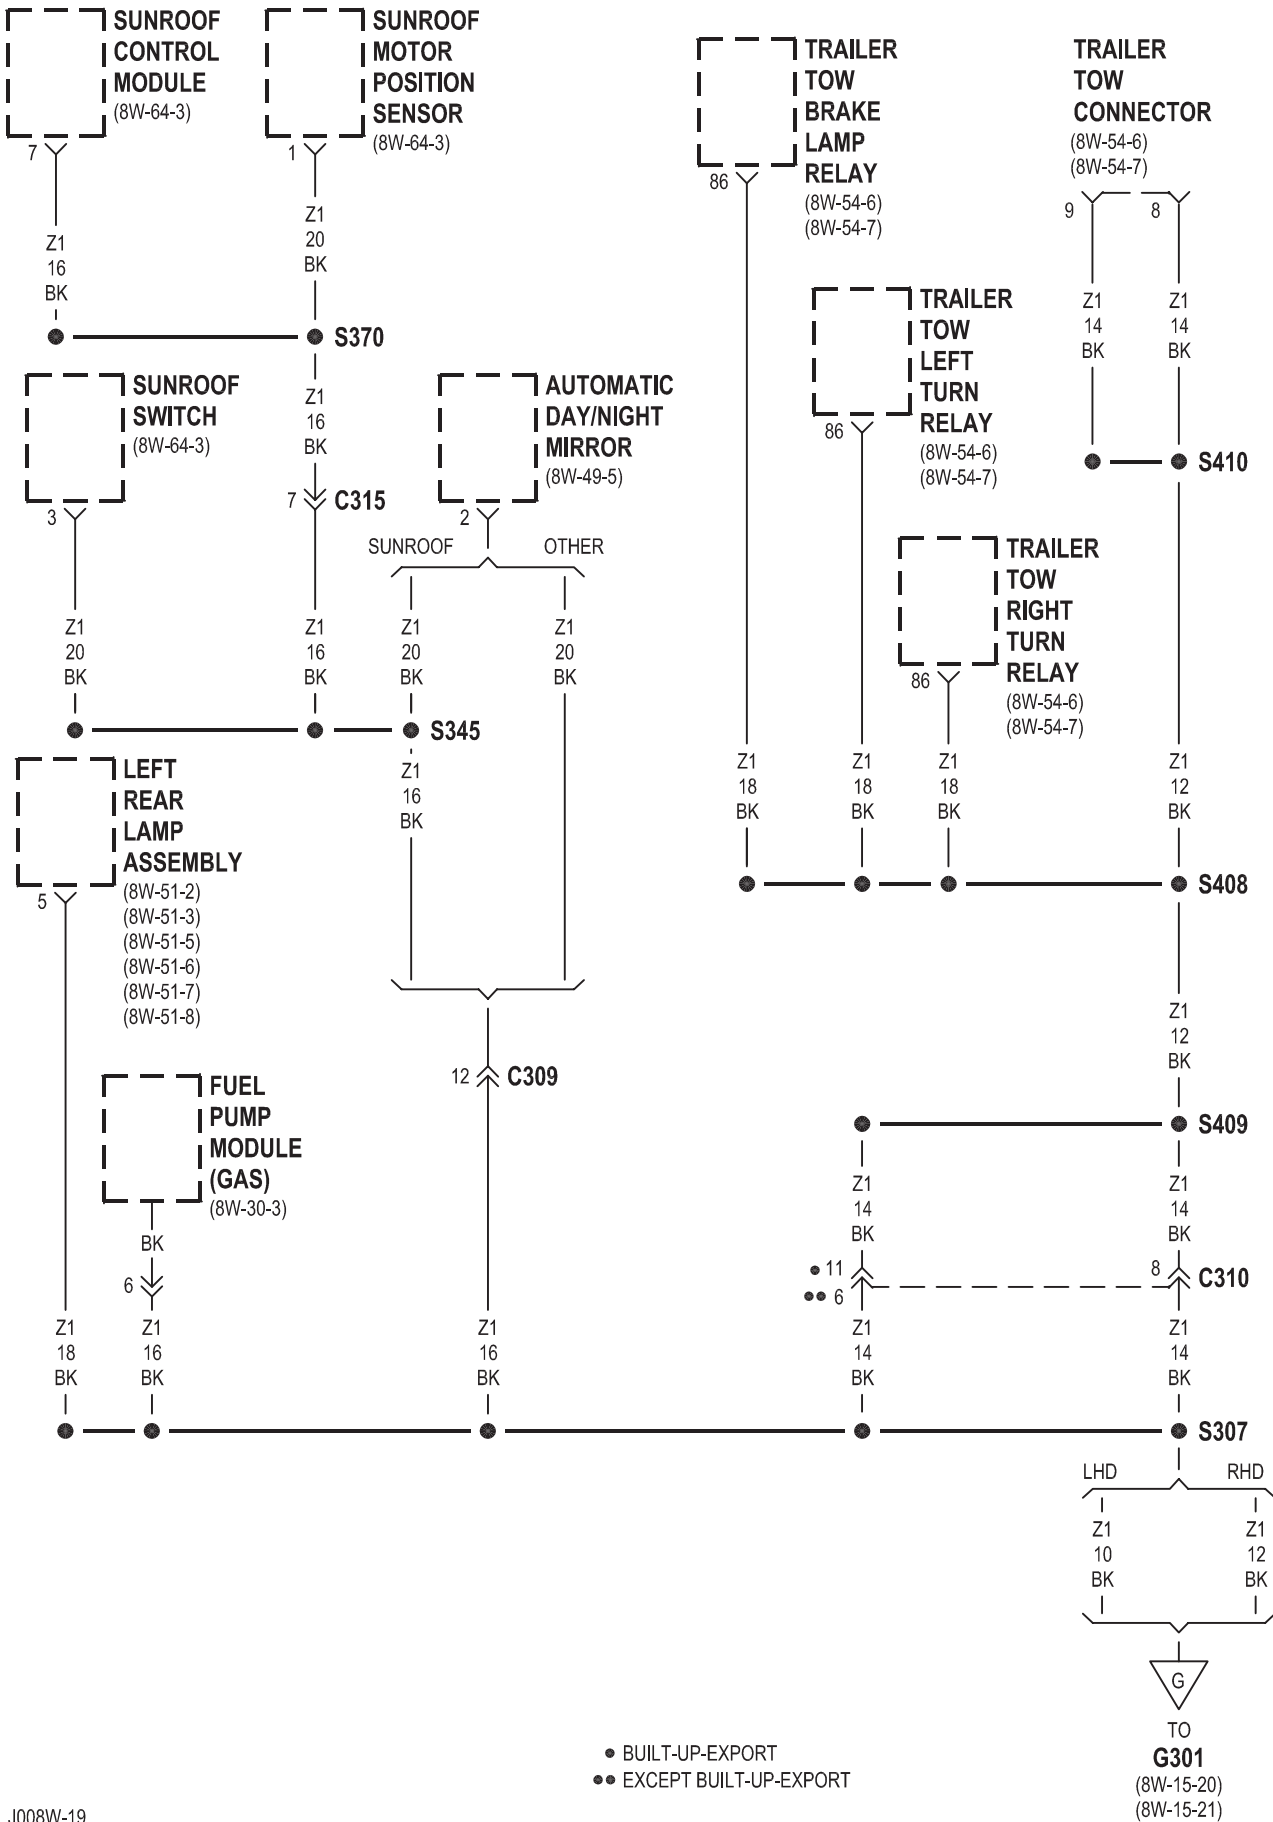 SUNROOF
CONTROL
MODULE
(8W-64-3)
7
Z1
16
BK
SUNROOF
MOTOR
POSITION
SENSOR
(8W-64-3)
1
Z1
20
BK
S370
Z1
16
BK
7
C315
SUNROOF
SWITCH
(8W-64-3)
3
Z1
20
BK
Z1
16
BK
AUTOMATIC
DAY/NIGHT
MIRROR
(8W-49-5)
2
SUNROOF
OTHER
Z1
20
BK
Z1
20
BK
S345
Z1
16
BK
LEFT
REAR
LAMP
ASSEMBLY
(8W-51-2)
(8W-51-3)
(8W-51-5)
(8W-51-6)
(8W-51-7)
(8W-51-8)
5
FUEL
PUMP
MODULE
(GAS)
(8W-30-3)
BK
6
12
C309
Z1
18
BK
Z1
16
BK
Z1
16
BK
TRAILER
TOW
BRAKE
LAMP
RELAY
(8W-54-6)
(8W-54-7)
86
TRAILER
TOW
CONNECTOR
(8W-54-6)
(8W-54-7)
9
8
Z1
14
BK
Z1
14
BK
S410
TRAILER
TOW
LEFT
TURN
RELAY
(8W-54-6)
(8W-54-7)
86
TRAILER
TOW
RIGHT
TURN
RELAY
(8W-54-6)
(8W-54-7)
86
Z1
18
BK
Z1
18
BK
Z1
18
BK
Z1
12
BK
S408
Z1
12
BK
S409
Z1
14
BK
Z1
14
BK
• 11
•• 6
8
C310
Z1
14
BK
Z1
14
BK
S307
LHD
RHD
Z1
10
BK
Z1
12
BK
G
TO
G301
(8W-15-20)
(8W-15-21)
• BUILT-UP-EXPORT
•• EXCEPT BUILT-UP-EXPORT
J008W-19